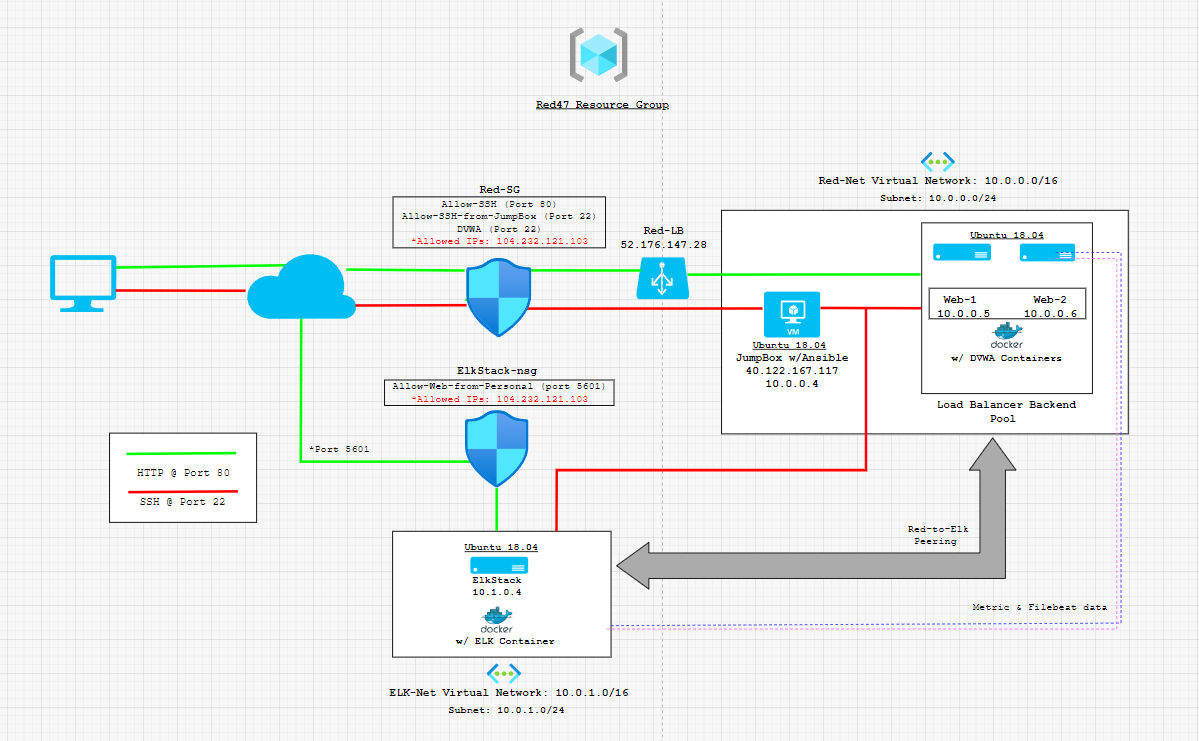 Red47 Resource Group
Red-Net Virtual Network: 10.0.0.0/16
Subnet: 10.0.0.0/24
Red-SG
Allow-SSH (Port 80)
Allow-SSH-from-JumpBox (Port 22)
DVWA (Port 22)
*Allowed IPs: 104.232.121.103
Red-LB
52.176.147.28
Ubuntu 18.04
Web-1
10.0.0.5
Web-2
10.0.0.6
docker
w/ DVWA Containers
Load Balancer Backend
Pool
VM
Ubuntu 18.04
JumpBox w/Ansible
40.122.167.117
10.0.0.4
ElkStack-nsg
Allow-Web-from-Personal (port 5601)
*Allowed IPs: 104.232.121.103
*Port 5601
HTTP @ Port 80
SSH @ Port 22
Red-to-Elk
Peering
Ubuntu 18.04
ElkStack
10.1.0.4
docker
w/ ELK Container
Metric & Filebeat data
ELK-Net Virtual Network: 10.0.1.0/16
Subnet: 10.0.1.0/24